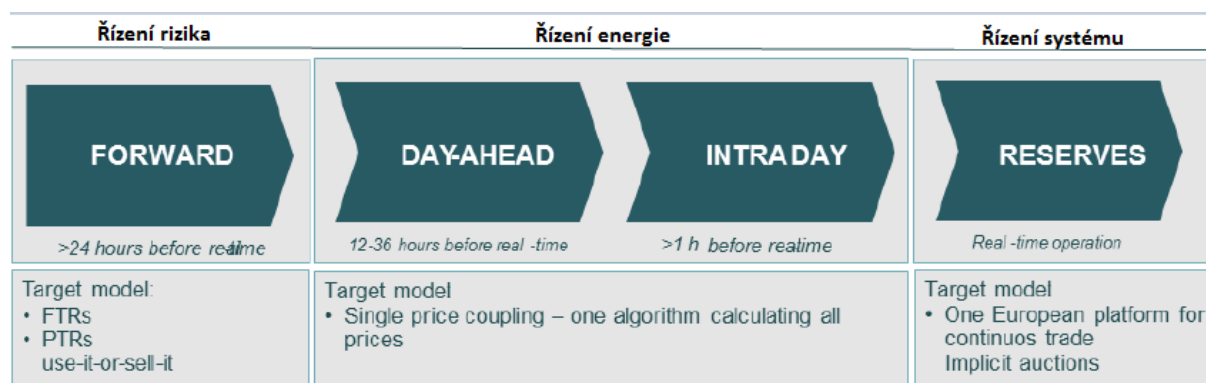 Řízení rizika
Řízení energie
Řízení systému
FORWARD
DAY-AHEAD
INTRADAY
RESERVES
>24 hours before real-time
12-36 hours before real -time
>1 h before realtime
Real -time operation
Target model:
• FTRs
• PTRs
use-it-or-sell-it
Target model
• Single price coupling – one algorithm calculating all
prices
Target model
• One European platform for
continuos trade
Implicit auctions